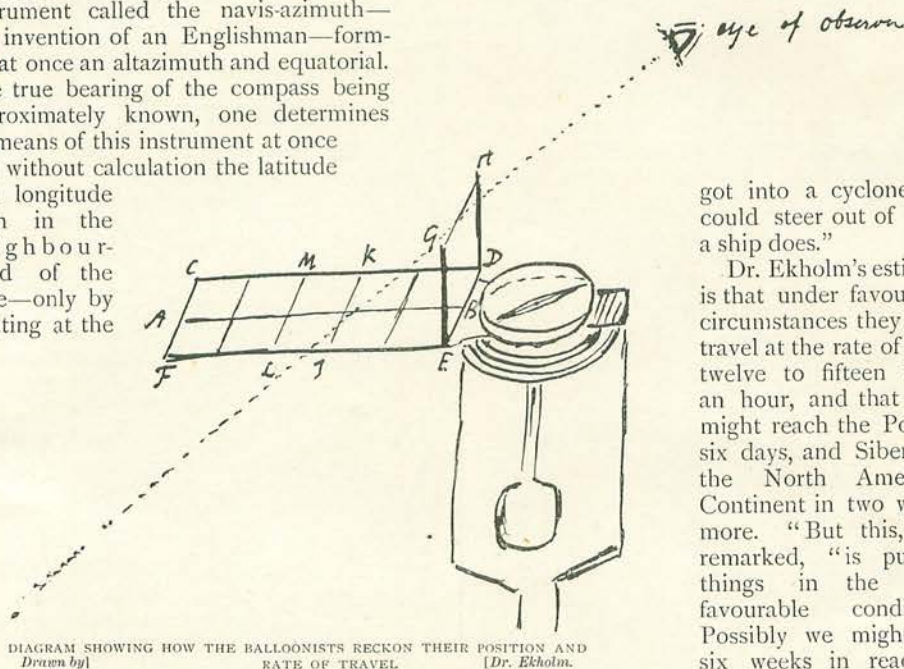 rument called the navis-azimuth—
invention of an Englishman—form-
at once an altazimuth and equatorial.
true bearing of the compass being
roximately known, one determines
means of this instrument at once
without calculation the latitude
longitude
in the
ghbour-
d of the
e—only by
ting at the
eye of observer
H
G
C M K D
A B
F L J E
got into a cyclone
could steer out of
a ship does.”
Dr. Ekholm’s esti
is that under favou
circumstances they
travel at the rate of
twelve to fifteen
an hour, and that
might reach the Po
six days, and Siber
the North Ame
Continent in two w
more. “But this,
remarked, “is pu
things in the
favourable condi
Possibly we migh
six weeks in reac
DIAGRAM SHOWING HOW THE BALLOONISTS RECKON THEIR POSITION AND
Drawn by] RATE OF TRAVEL [Dr. Ekholm.